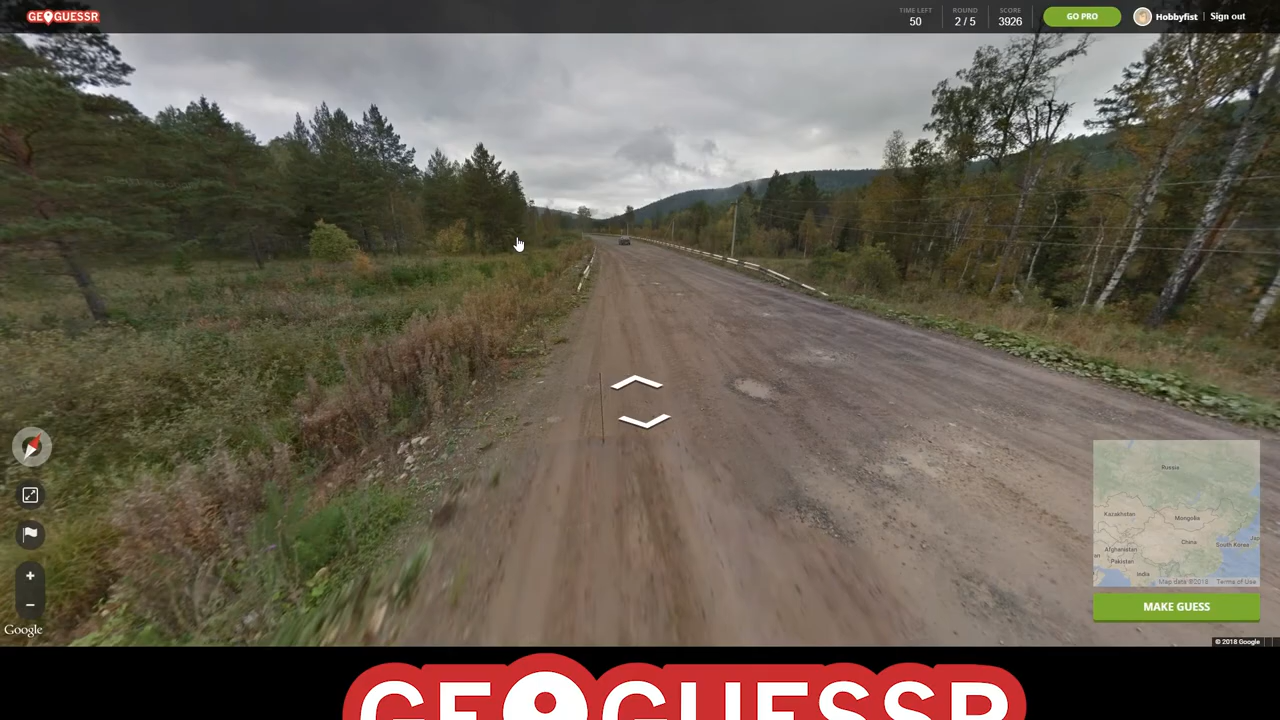 GEOGUESSR
TIME LEFT
50
ROUND
2 / 5
SCORE
3926
GO PRO
Hobbyfist | Sign out
Russia
Kazakhstan
Mongolia
China
South Korea
Afghanistan
Pakistan
India
Map data ©2018 Terms of Use
MAKE GUESS
Google
© 2018 Google
GEOGUESSR